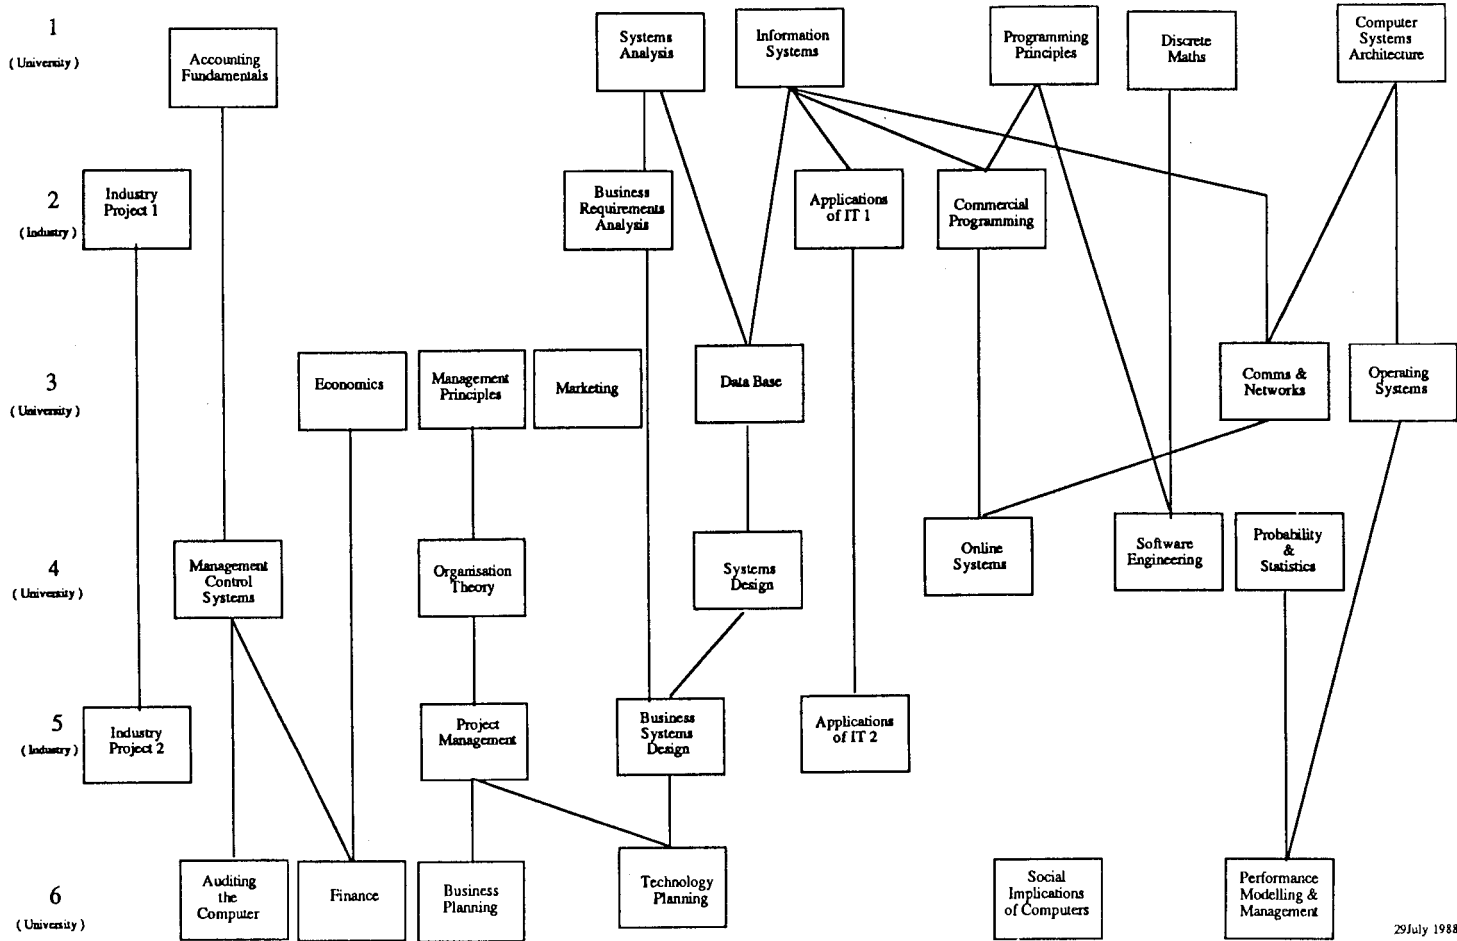 1
( University )
Accounting
Fundamentals
Systems
Analysis
Information
Systems
Programming
Principles
Discrete
Maths
Computer
Systems
Architecture
2
( Industry )
Industry
Project 1
Business
Requirements
Analysis
Applications
of IT 1
Commercial
Programming
3
( University )
Economics
Management
Principles
Marketing
Data Base
Comms &
Networks
Operating
Systems
4
( University )
Management
Control
Systems
Organisation
Theory
Systems
Design
Online
Systems
Software
Engineering
Probability
&
Statistics
5
( Industry )
Industry
Project 2
Project
Management
Business
Systems
Design
Applications
of IT 2
6
( University )
Auditing
the
Computer
Finance
Business
Planning
Technology
Planning
Social
Implications
of Computers
Performance
Modelling &
Management
29July 1988